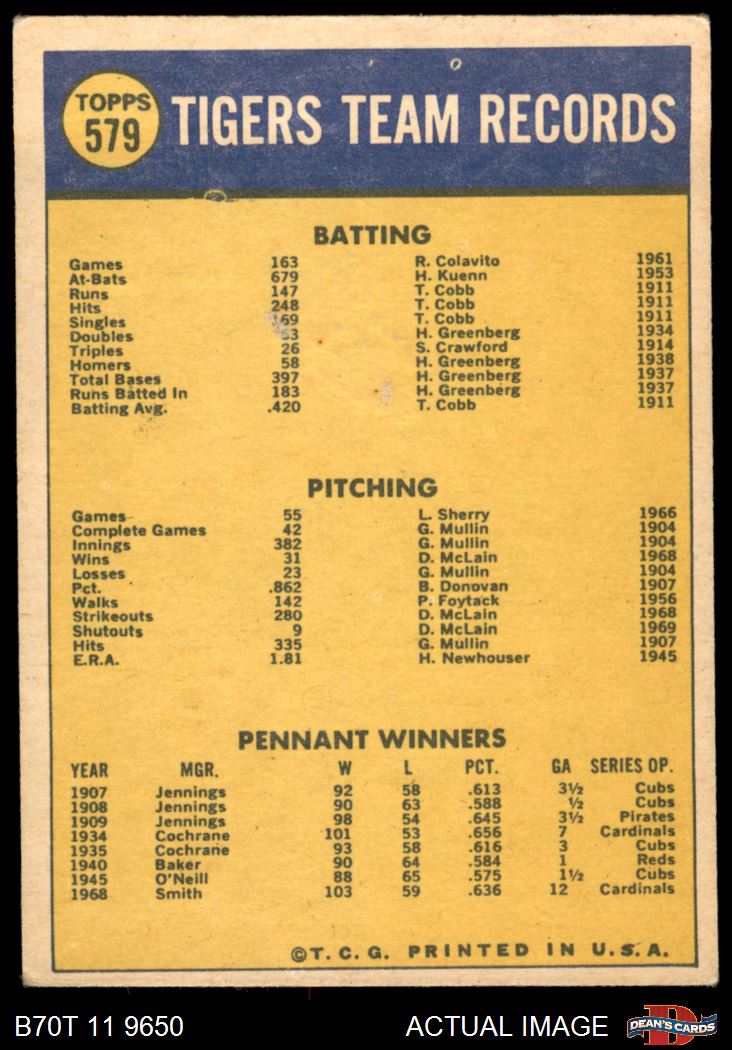 TOPPS
579
TIGERS TEAM RECORDS
BATTING
Games 163 R. Colavito 1961
At-Bats 679 H. Kuenn 1953
Runs 147 T. Cobb 1911
Hits 248 T. Cobb 1911
Singles 169 T. Cobb 1911
Doubles 63 H. Greenberg 1934
Triples 26 S. Crawford 1914
Homers 58 H. Greenberg 1938
Total Bases 397 H. Greenberg 1937
Runs Batted In 183 H. Greenberg 1937
Batting Avg. .420 T. Cobb 1911
PITCHING
Games 55 L. Sherry 1966
Complete Games 42 G. Mullin 1904
Innings 382 G. Mullin 1904
Wins 31 D. McLain 1968
Losses 23 G. Mullin 1904
Pct. .862 B. Donovan 1907
Walks 142 P. Foytack 1956
Strikeouts 280 D. McLain 1968
Shutouts 9 D. McLain 1969
Hits 335 G. Mullin 1907
E.R.A. 1.81 H. Newhouser 1945
PENNANT WINNERS
YEAR MGR. W L PCT. GA SERIES OP.
1907 Jennings 92 58 .613 3½ Cubs
1908 Jennings 90 63 .588 ½ Cubs
1909 Jennings 98 54 .645 3½ Pirates
1934 Cochrane 101 53 .656 7 Cardinals
1935 Cochrane 93 58 .616 3 Cubs
1940 Baker 90 64 .584 1 Reds
1945 O'Neill 88 65 .575 1½ Cubs
1968 Smith 103 59 .636 12 Cardinals
©T. C. G. PRINTED IN U.S.A.
B70T 11 9650 ACTUAL IMAGE DEAN'S CARDS